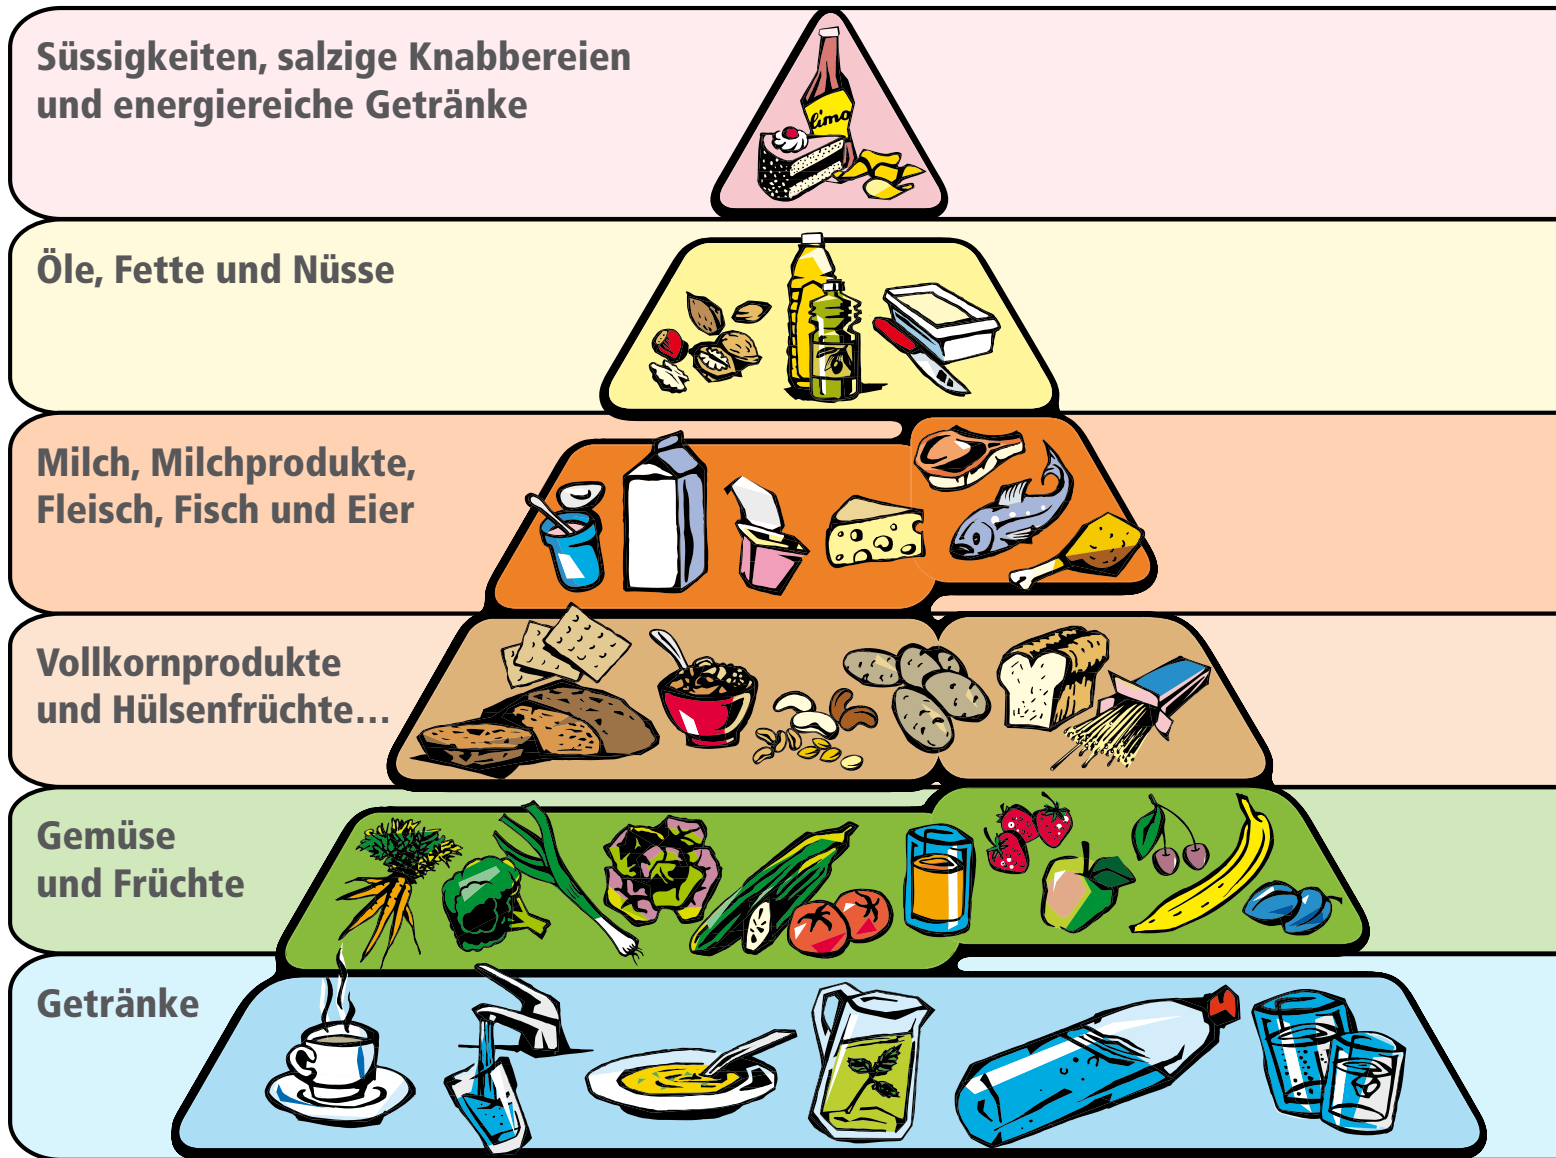 Süssigkeiten, salzige Knabbereien
und energiereiche Getränke
limo
Öle, Fette und Nüsse
Milch, Milchprodukte,
Fleisch, Fisch und Eier
Vollkornprodukte
und Hülsenfrüchte…
Gemüse
und Früchte
Getränke